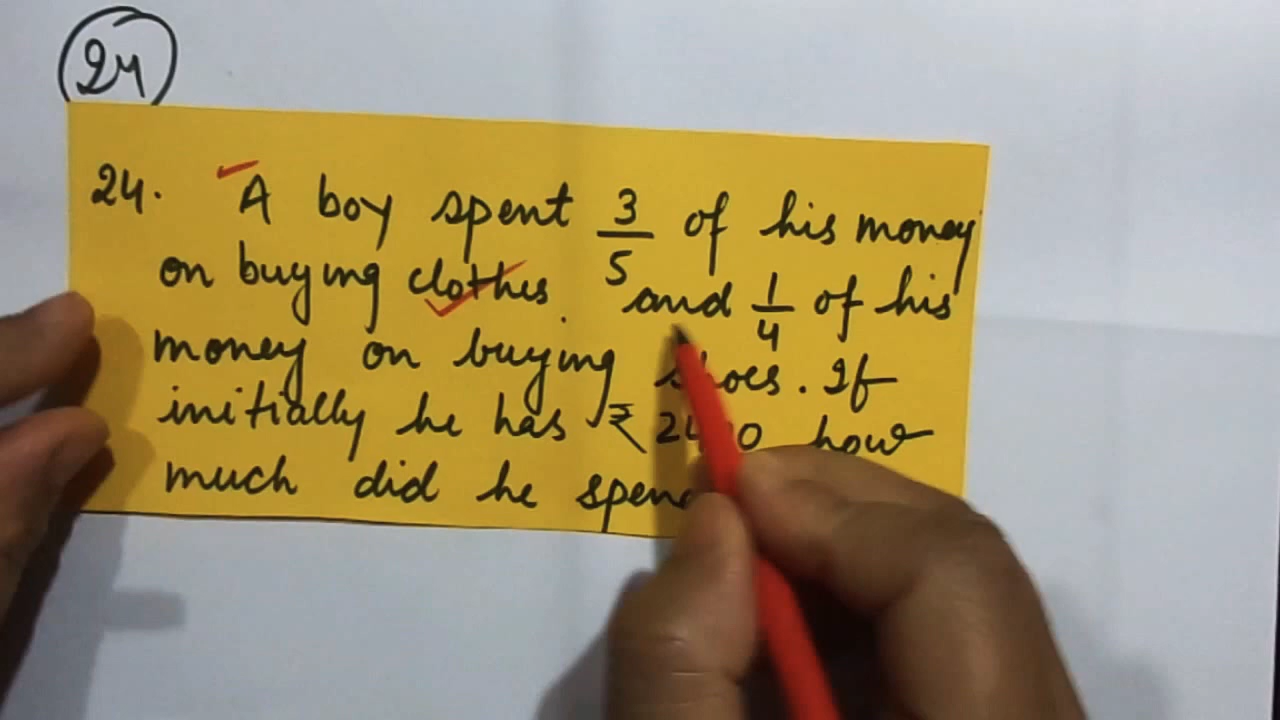 24
24. A boy spent 3/5 of his money
on buying clothes. and 1/4 of his
money on buying shoes. If
initially he has ₹ how
much did he